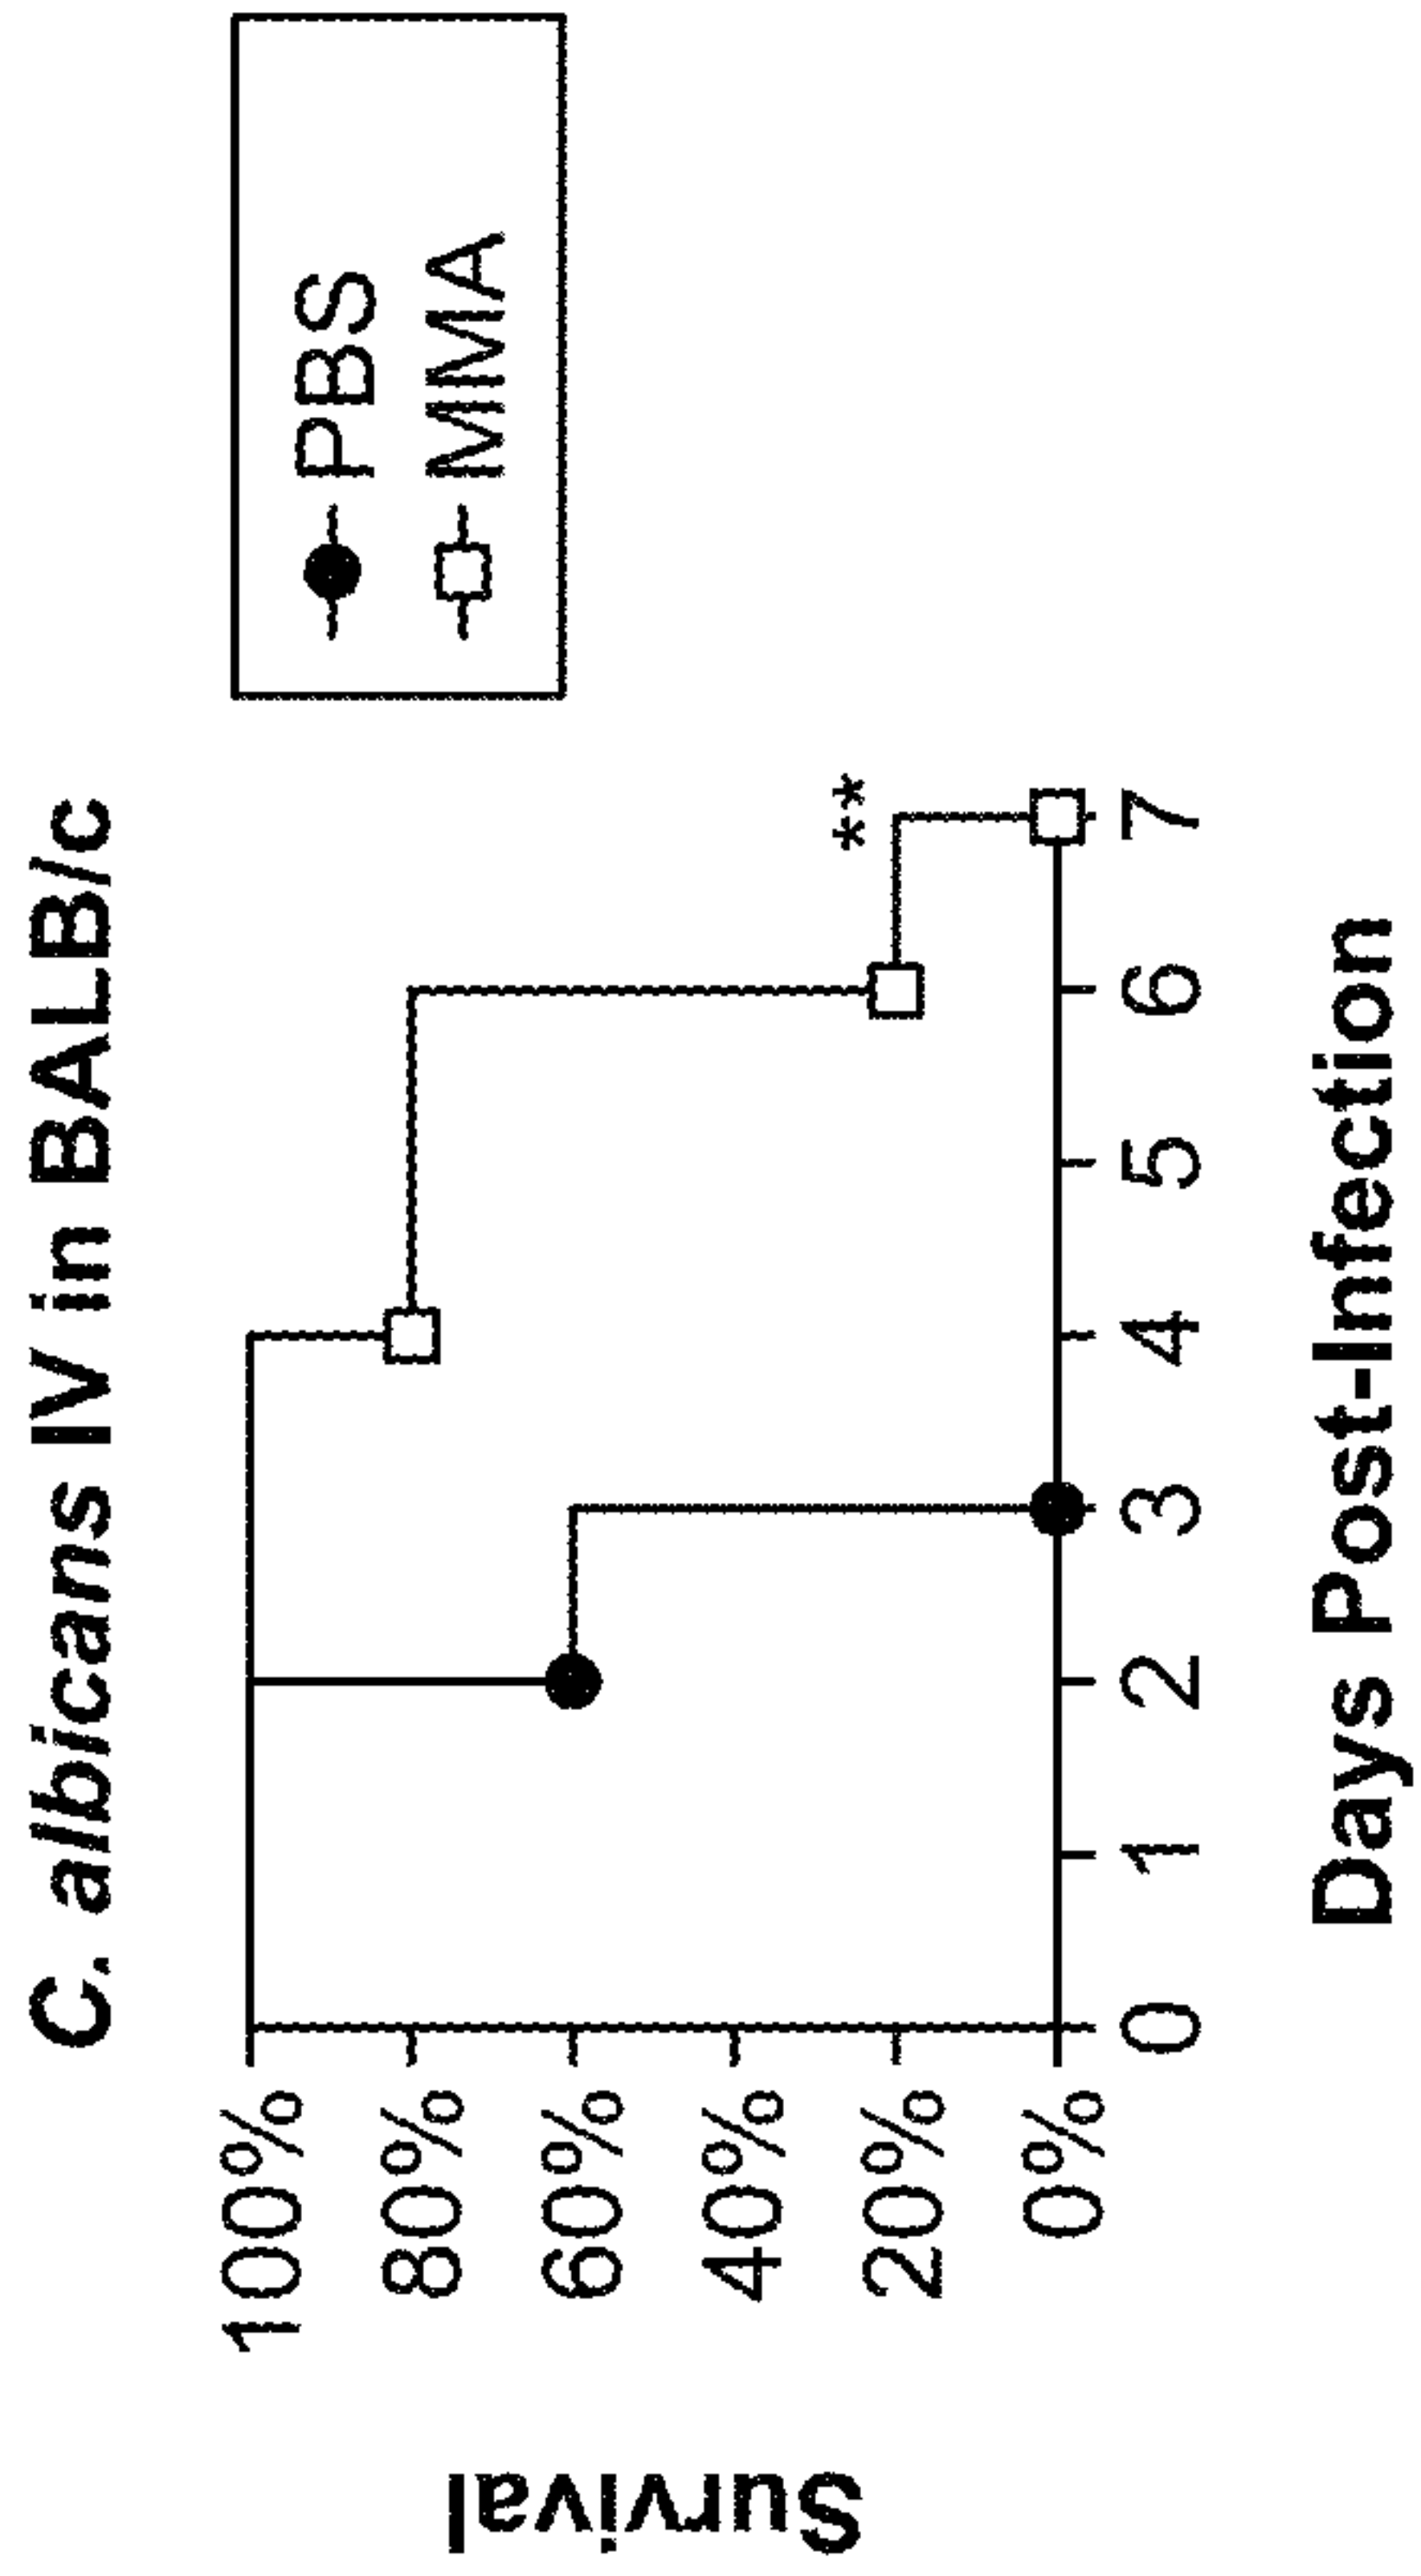 C. albicans IV in BALB/c
PBS
MMA
Survival
100%
80%
60%
40%
20%
0%
**
0 1 2 3 4 5 6 7
Days Post-Infection